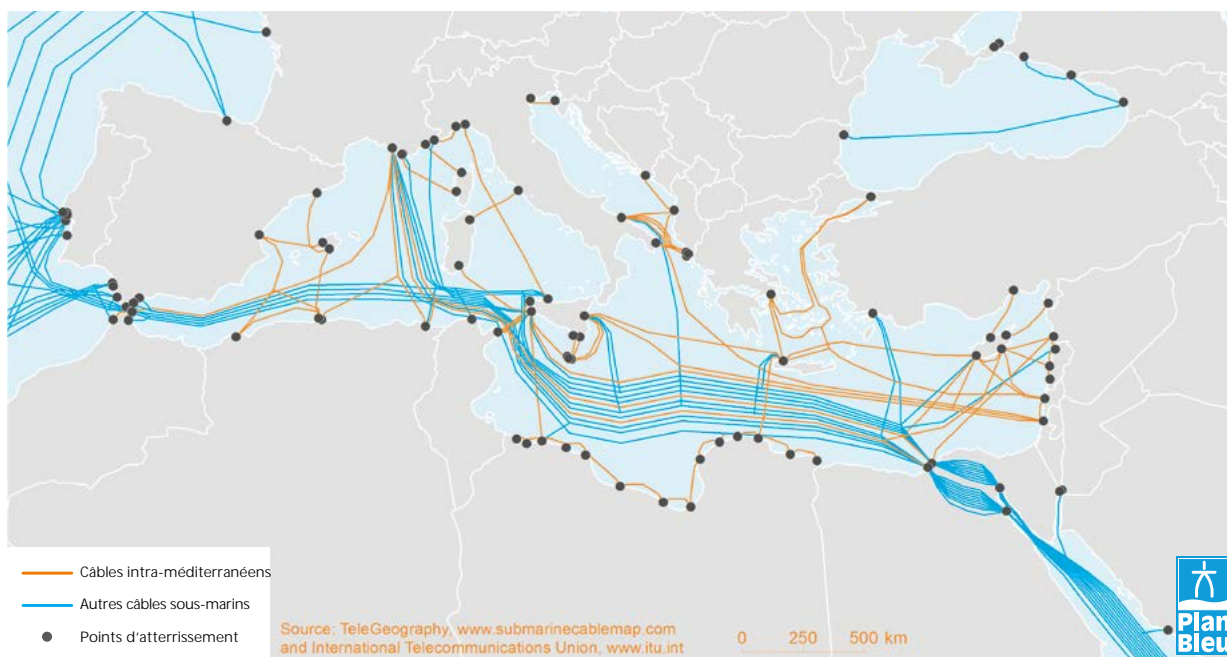 Câbles intra-méditerranéens
Autres câbles sous-marins
Points d'atterrissement
Source: TeleGeography, www.submarinecablemap.com
and International Telecommunications Union, www.itu.int
0 250 500 km
Plan
Bleu